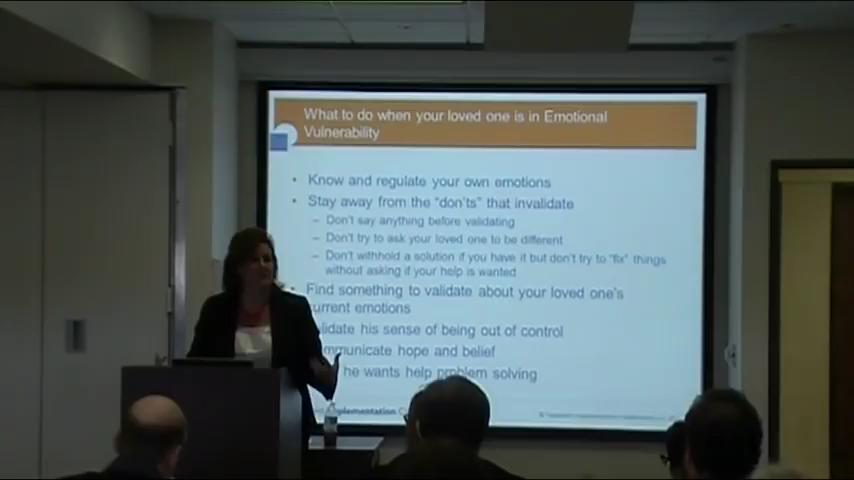 What to do when your loved one is in Emotional
Vulnerability
• Know and regulate your own emotions
• Stay away from the "don'ts" that invalidate
– Don't say anything before validating
– Don't try to ask your loved one to be different
– Don't withhold a solution if you have it but don't try to "fix" things
without asking if your help is wanted
Find something to validate about your loved one's
urrent emotions
lidate his sense of being out of control
mmunicate hope and belief
he wants help problem solving
Implementation